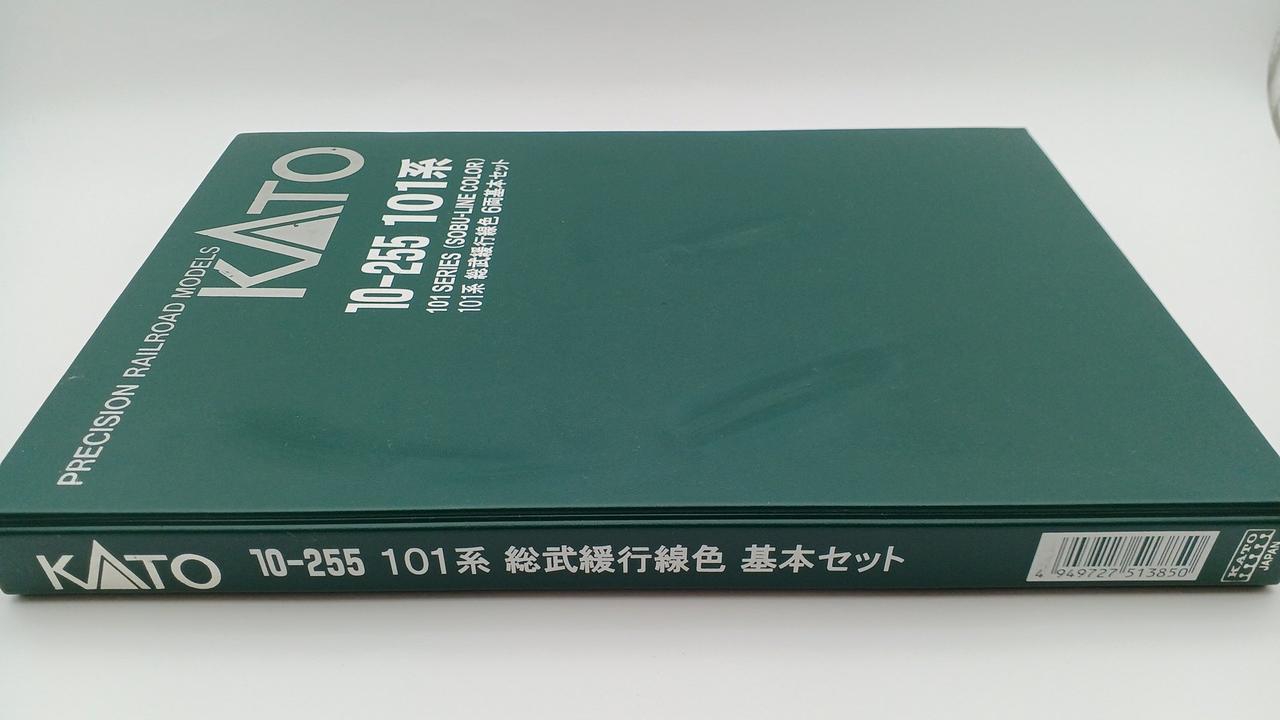 PRECISION RAILROAD MODELS
KATO
10-255 101系
101 SERIES (SOBU-LINE COLOR)
101系 総武緩行線色 6両基本セット
KATO 10-255 101系 総武緩行線色 基本セット
4 949727 513850
KATO
JAPAN